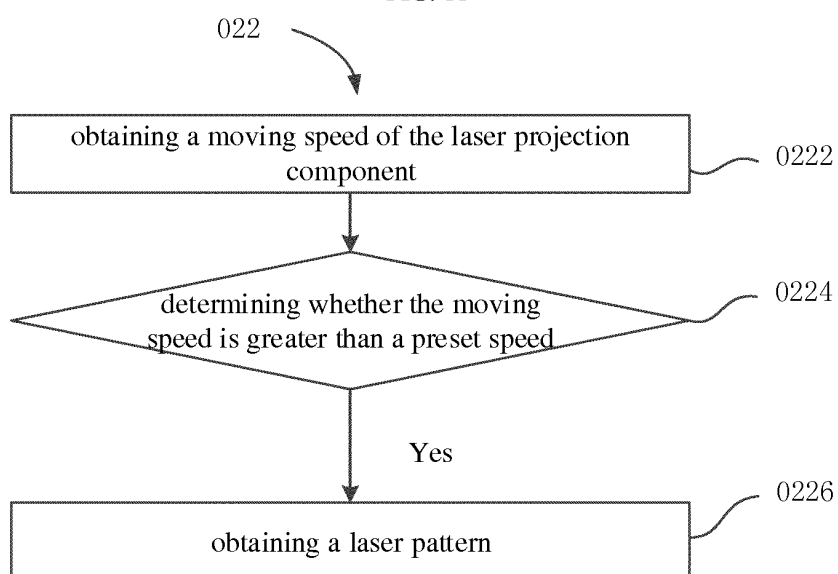 022
obtaining a moving speed of the laser projection
component
0222
determining whether the moving
speed is greater than a preset speed
0224
Yes
0226
obtaining a laser pattern